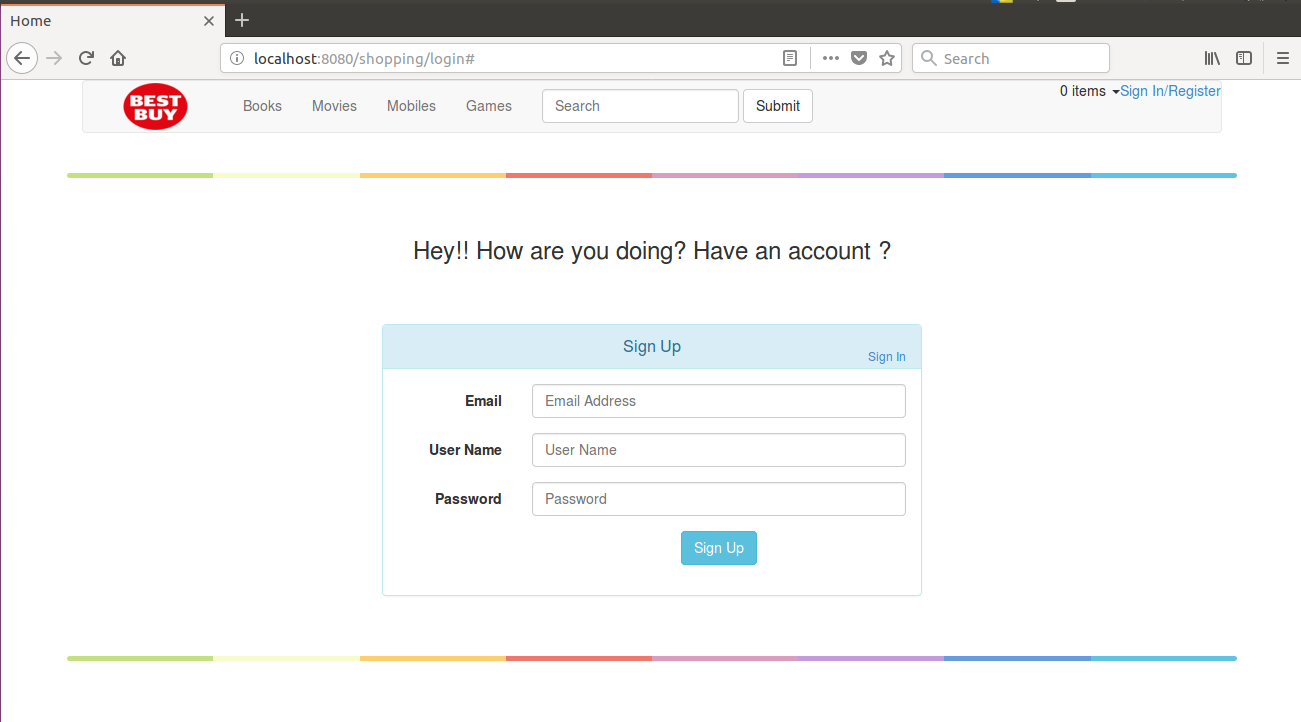 Home
localhost:8080/shopping/login#
Search
BEST BUY
Books Movies Mobiles Games Search Submit 0 items Sign In/Register
Hey!! How are you doing? Have an account ?
Sign Up
Sign In
Email Email Address
User Name User Name
Password Password
Sign Up